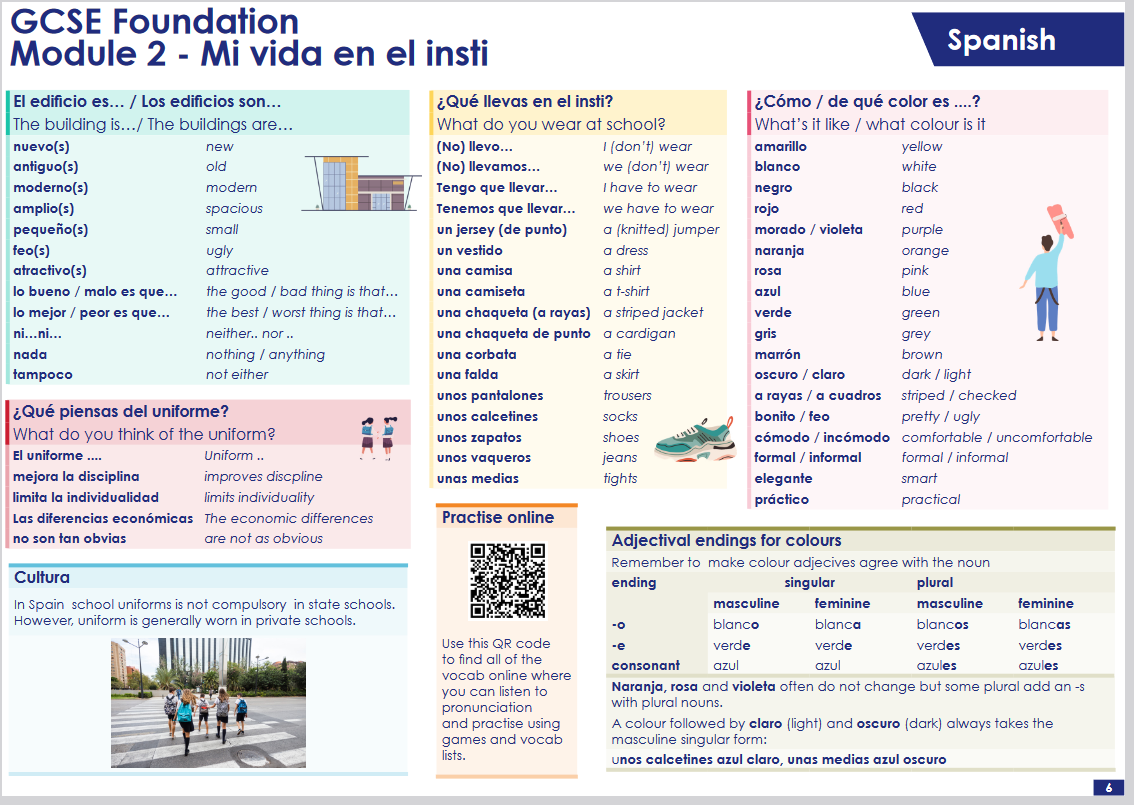 GCSE Foundation
Module 2 - Mi vida en el insti
Spanish
El edificio es… / Los edificios son…
The building is…/ The buildings are…
nuevo(s) new
antiguo(s) old
moderno(s) modern
amplio(s) spacious
pequeño(s) small
feo(s) ugly
atractivo(s) attractive
lo bueno / malo es que… the good / bad thing is that…
lo mejor / peor es que… the best / worst thing is that…
ni…ni… neither.. nor ..
nada nothing / anything
tampoco not either
¿Qué piensas del uniforme?
What do you think of the uniform?
El uniforme .... Uniform ..
mejora la disciplina improves discpline
limita la individualidad limits individuality
Las diferencias económicas The economic differences
no son tan obvias are not as obvious
Cultura
In Spain school uniforms is not compulsory in state schools.
However, uniform is generally worn in private schools.
¿Qué llevas en el insti?
What do you wear at school?
(No) llevo… I (don’t) wear
(No) llevamos… we (don’t) wear
Tengo que llevar… I have to wear
Tenemos que llevar… we have to wear
un jersey (de punto) a (knitted) jumper
un vestido a dress
una camisa a shirt
una camiseta a t-shirt
una chaqueta (a rayas) a striped jacket
una chaqueta de punto a cardigan
una corbata a tie
una falda a skirt
unos pantalones trousers
unos calcetines socks
unos zapatos shoes
unos vaqueros jeans
unas medias tights
Practise online
Use this QR code
to find all of the
vocab online where
you can listen to
pronunciation
and practise using
games and vocab
lists.
¿Cómo / de qué color es ....?
What’s it like / what colour is it
amarillo yellow
blanco white
negro black
rojo red
morado / violeta purple
naranja orange
rosa pink
azul blue
verde green
gris grey
marrón brown
oscuro / claro dark / light
a rayas / a cuadros striped / checked
bonito / feo pretty / ugly
cómodo / incómodo comfortable / uncomfortable
formal / informal formal / informal
elegante smart
práctico practical
Adjectival endings for colours
Remember to make colour adjecives agree with the noun
ending singular plural
masculine feminine masculine feminine
-o blanco blanca blancos blancas
-e verde verde verdes verdes
consonant azul azul azules azules
Naranja, rosa and violeta often do not change but some plural add an -s
with plural nouns.
A colour followed by claro (light) and oscuro (dark) always takes the
masculine singular form:
unos calcetines azul claro, unas medias azul oscuro
6